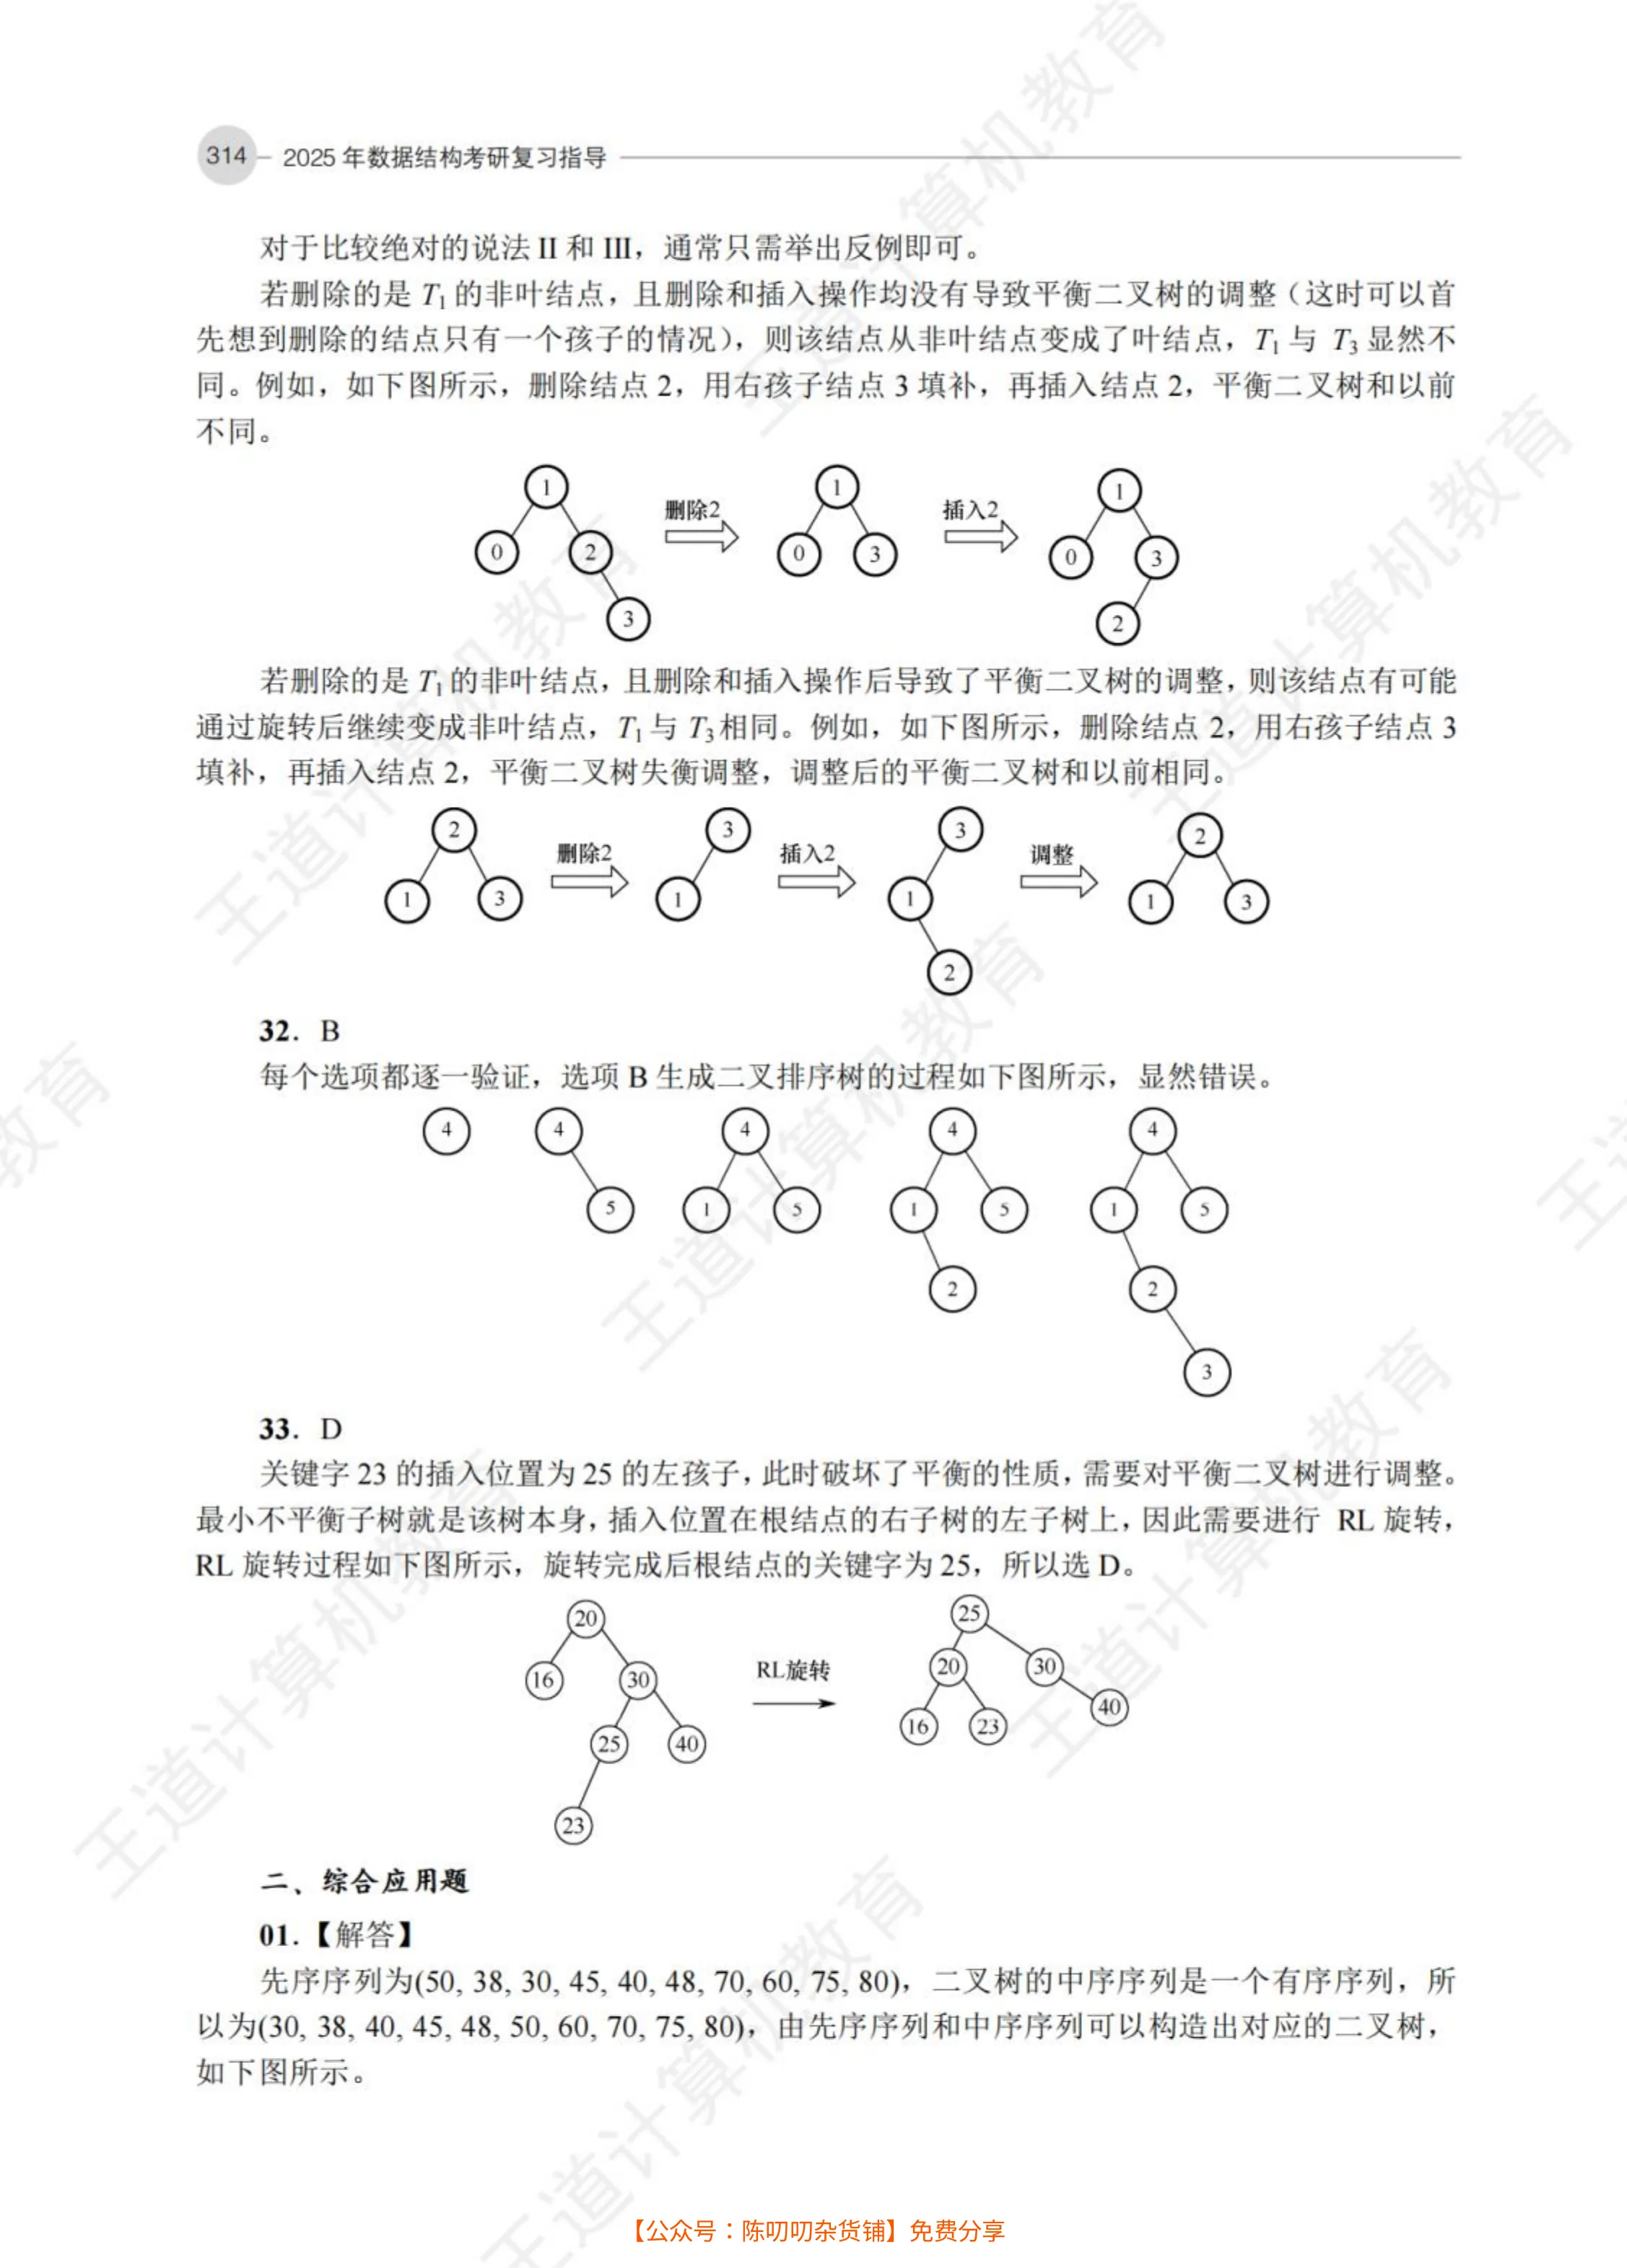 314 2025 年数据结构考研复习指导
对于比较绝对的说法 II 和 III，通常只需举出反例即可。
若删除的是 T1 的非叶结点，且删除和插入操作均没有导致平衡二叉树的调整（这时可以首
先想到删除的结点只有一个孩子的情况），则该结点从非叶结点变成了叶结点，T1 与 T3 显然不
同。例如，如下图所示，删除结点 2，用右孩子结点 3 填补，再插入结点 2，平衡二叉树和以前
不同。
1 删除2 1 插入2 1
0 2 0 3 0 3
3 2
若删除的是 T1 的非叶结点，且删除和插入操作后导致了平衡二叉树的调整，则该结点有可能
通过旋转后继续变成非叶结点，T1 与 T3 相同。例如，如下图所示，删除结点 2，用右孩子结点 3
填补，再插入结点 2，平衡二叉树失衡调整，调整后的平衡二叉树和以前相同。
2 删除2 3 插入2 3 调整 2
1 3 1 1 1 3
2
32. B
每个选项都逐一验证，选项 B 生成二叉排序树的过程如下图所示，显然错误。
4 4 4 4 4
5 1 5 1 5 1 5
2 2
3
33. D
关键字 23 的插入位置为 25 的左孩子，此时破坏了平衡的性质，需要对平衡二叉树进行调整。
最小不平衡子树就是该树本身，插入位置在根结点的右子树的左子树上，因此需要进行 RL 旋转，
RL 旋转过程如下图所示，旋转完成后根结点的关键字为 25，所以选 D。
20 25
16 30 RL旋转 20 30
25 40 16 23 40
23
二、综合应用题
01.【解答】
先序序列为(50, 38, 30, 45, 40, 48, 70, 60, 75, 80)，二叉树的中序序列是一个有序序列，所
以为(30, 38, 40, 45, 48, 50, 60, 70, 75, 80)，由先序序列和中序序列可以构造出对应的二叉树，
如下图所示。
王道计算机教育
【公众号：陈叨叨杂货铺】免费分享